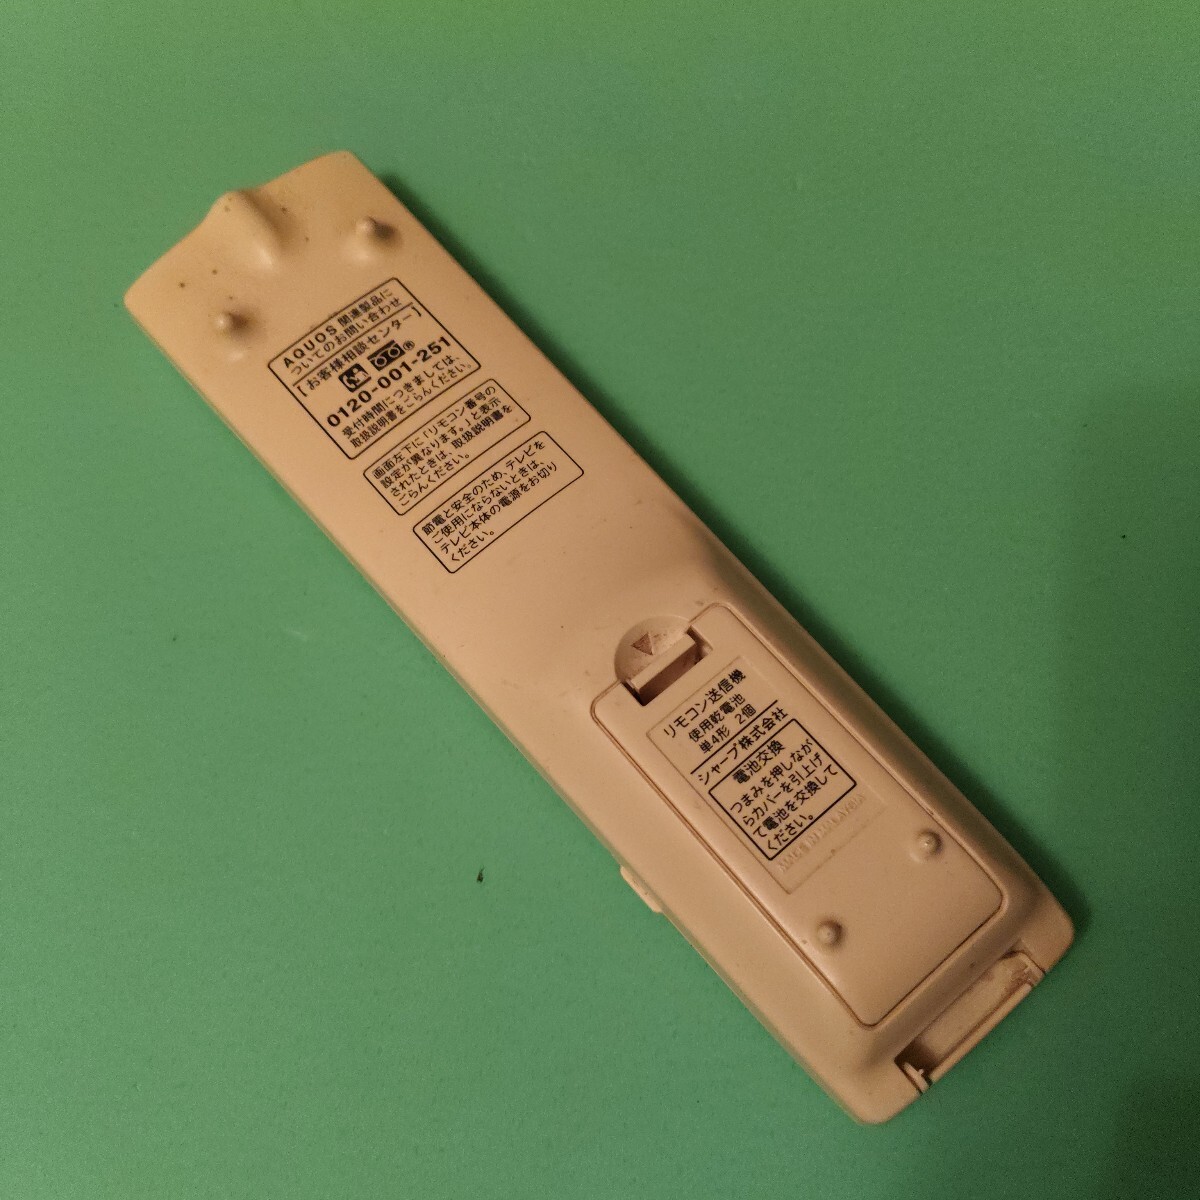 AQUOS 関連製品に
ついてのお問い合わせ
【お客様相談センター】
®
0120-001-251
受付時間につきましては、
取扱説明書をごらんください。
画面左下に「リモコン番号の
設定が異なります。」と表示
されたときは、取扱説明書を
ごらんください。
節電と安全のため、テレビを
ご使用にならないときは、
テレビ本体の電源をお切り
ください。
リモコン送信機
使用乾電池
単4形 2個
シャープ株式会社
電池交換
つまみを押しなが
らカバーを引上げ
て電池を交換して
ください。
MADE IN MALAYSIA